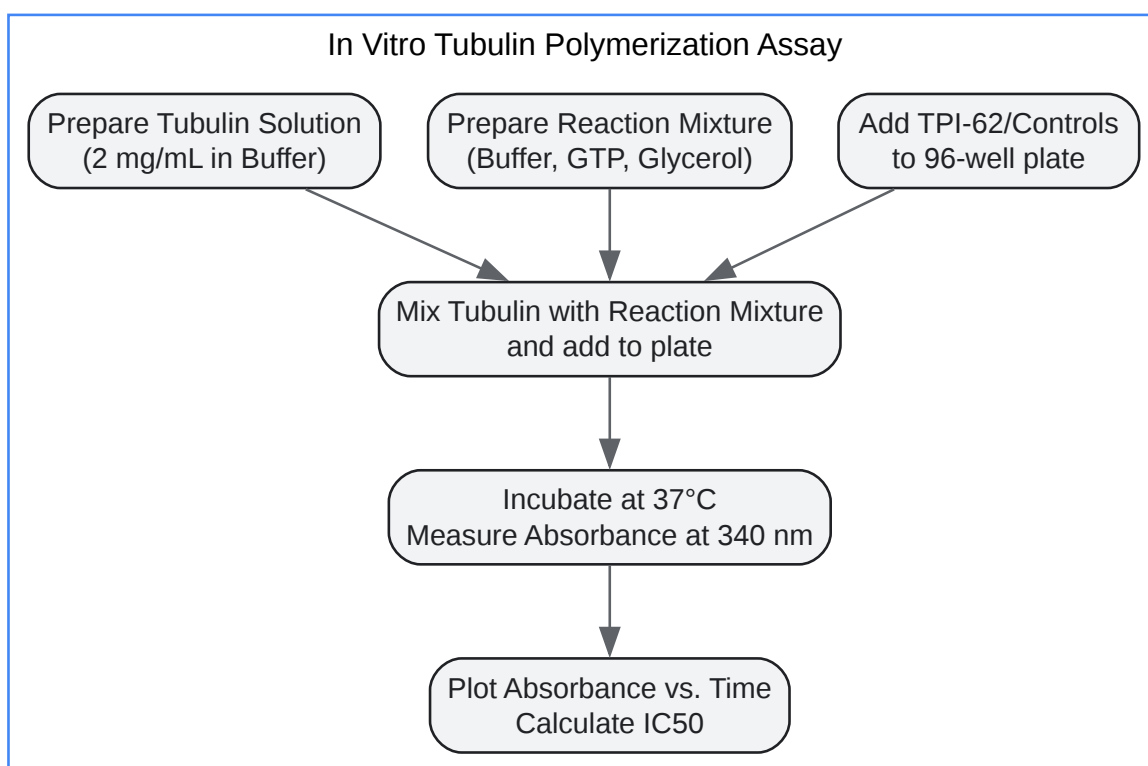 In Vitro Tubulin Polymerization Assay
Prepare Tubulin Solution
(2 mg/mL in Buffer)
Prepare Reaction Mixture
(Buffer, GTP, Glycerol)
Add TPI-62/Controls
to 96-well plate
Mix Tubulin with Reaction Mixture
and add to plate
Incubate at 37°C
Measure Absorbance at 340 nm
Plot Absorbance vs. Time
Calculate IC50